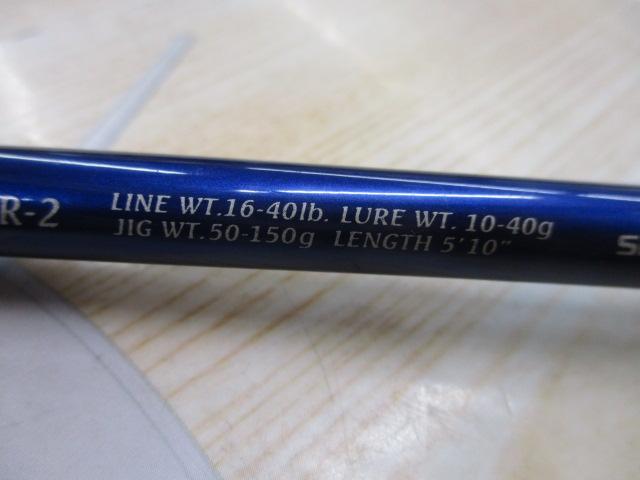 R-2 LINE WT.16-40lb. LURE WT. 10-40g
JIG WT.50-150g LENGTH 5'10"